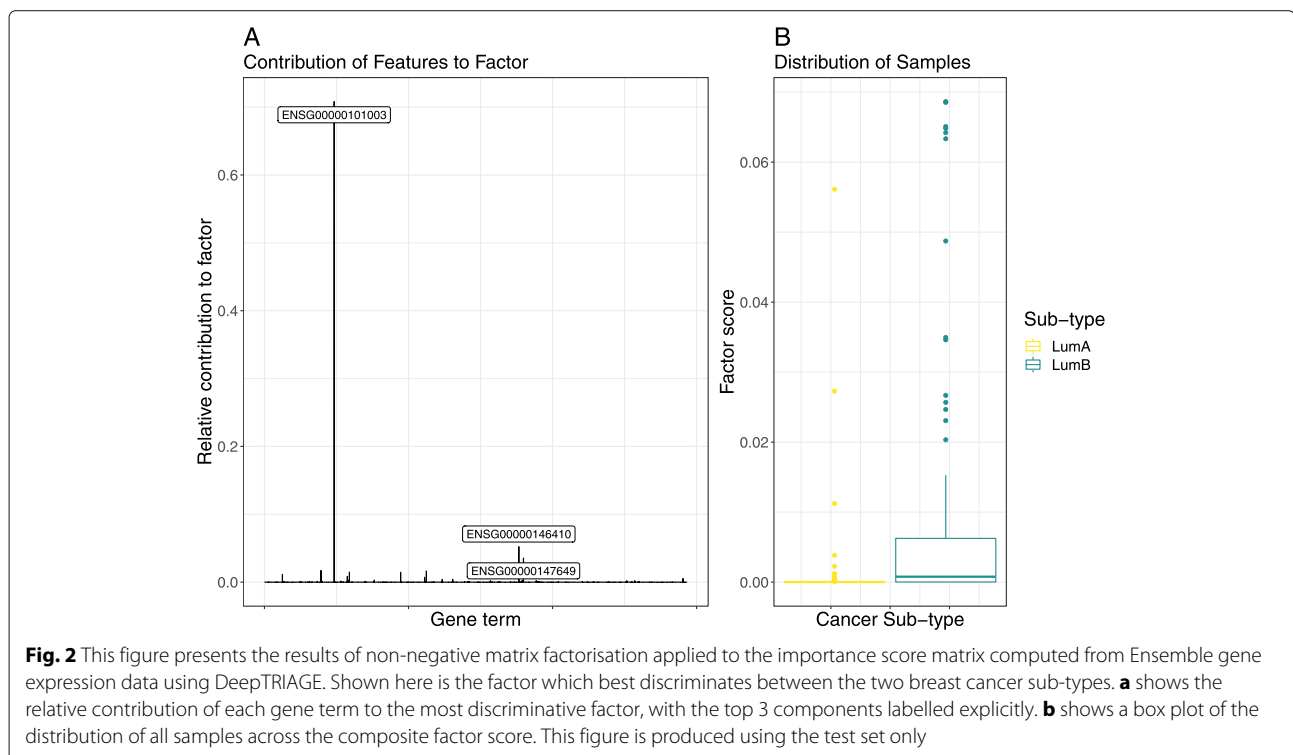 A
Contribution of Features to Factor
ENSG00000101003
ENSG00000146410
ENSG00000147649
0.6
0.4
0.2
0.0
Relative contribution to factor
Gene term
B
Distribution of Samples
0.06
0.04
0.02
0.00
Factor score
Cancer Sub−type
Sub−type
LumA
LumB
Fig. 2 This figure presents the results of non-negative matrix factorisation applied to the importance score matrix computed from Ensemble gene
expression data using DeepTRIAGE. Shown here is the factor which best discriminates between the two breast cancer sub-types. a shows the
relative contribution of each gene term to the most discriminative factor, with the top 3 components labelled explicitly. b shows a box plot of the
distribution of all samples across the composite factor score. This figure is produced using the test set only